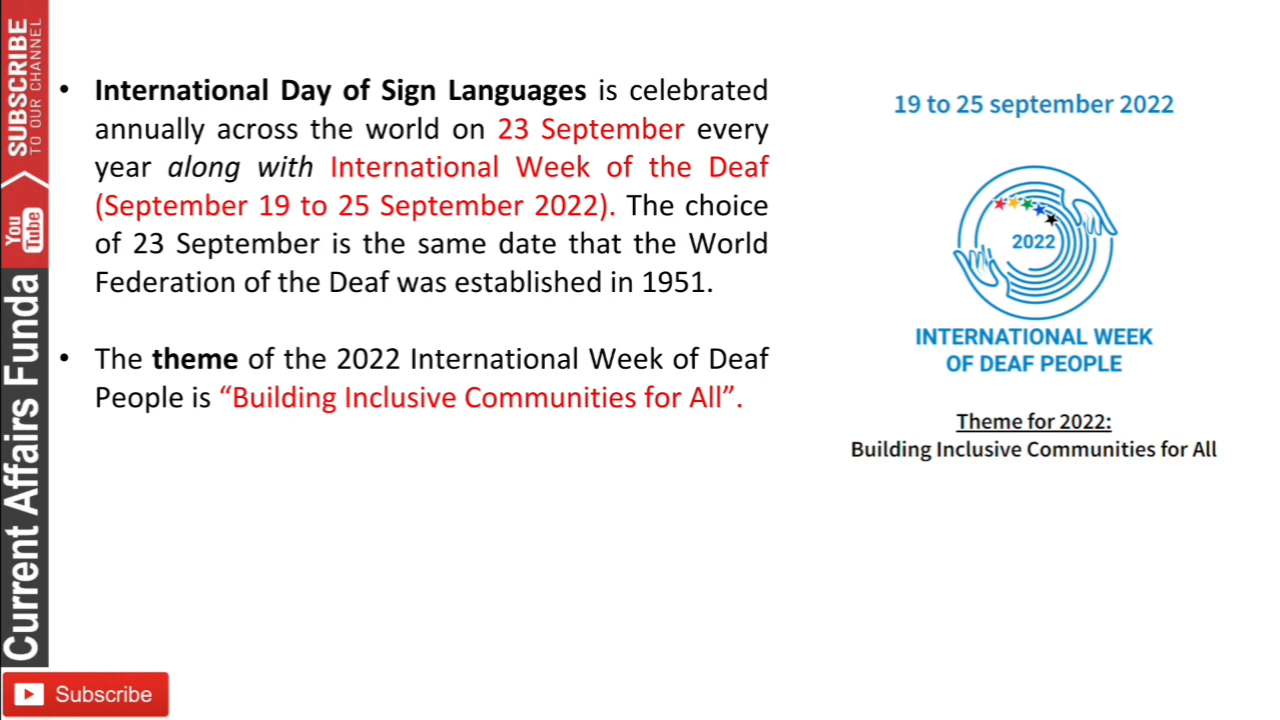 SUBSCRIBE
TO OUR CHANNEL
You
Tube
Current Affairs Funda
• International Day of Sign Languages is celebrated
annually across the world on 23 September every
year along with International Week of the Deaf
(September 19 to 25 September 2022). The choice
of 23 September is the same date that the World
Federation of the Deaf was established in 1951.
• The theme of the 2022 International Week of Deaf
People is “Building Inclusive Communities for All”.
19 to 25 september 2022
2022
INTERNATIONAL WEEK
OF DEAF PEOPLE
Theme for 2022:
Building Inclusive Communities for All
Subscribe